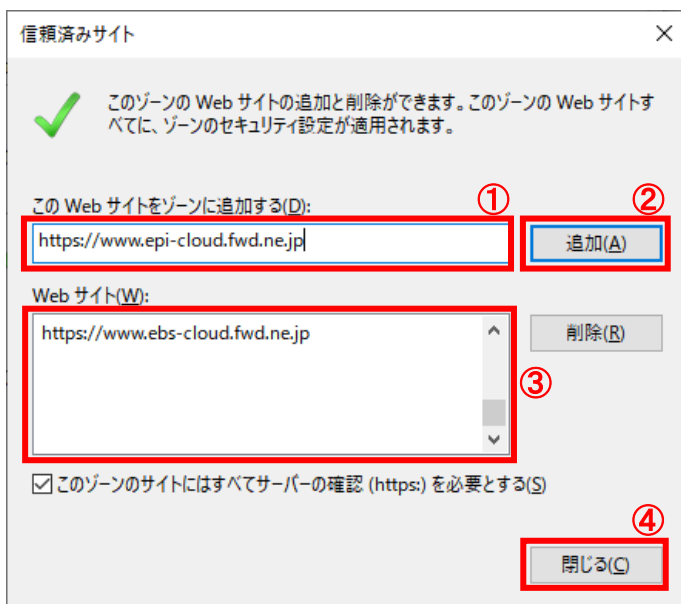 信頼済みサイト
このゾーンの Web サイトの追加と削除ができます。このゾーンの Web サイトす
べてに、ゾーンのセキュリティ設定が適用されます。
この Web サイトをゾーンに追加する(D):
①
②
https://www.epi-cloud.fwd.ne.jp
追加(A)
Web サイト(W):
https://www.ebs-cloud.fwd.ne.jp
削除(R)
③
このゾーンのサイトにはすべてサーバーの確認 (https:) を必要とする(S)
④
閉じる(C)